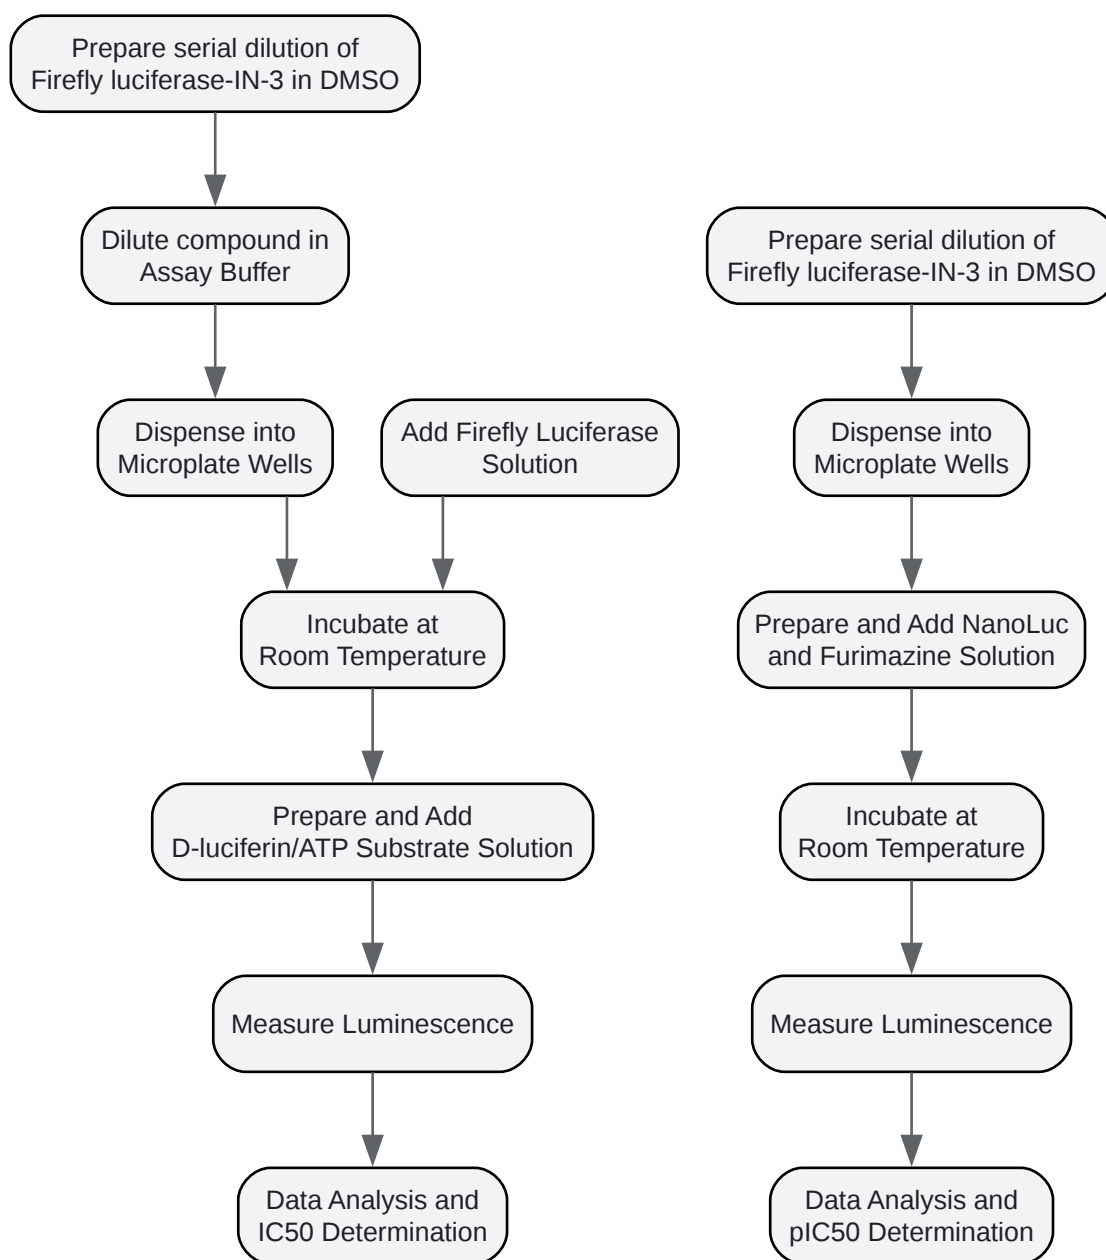 Prepare serial dilution of
Firefly luciferase-IN-3 in DMSO
Dilute compound in
Assay Buffer
Dispense into
Microplate Wells
Add Firefly Luciferase
Solution
Incubate at
Room Temperature
Prepare and Add
D-luciferin/ATP Substrate Solution
Measure Luminescence
Data Analysis and
IC50 Determination
Prepare serial dilution of
Firefly luciferase-IN-3 in DMSO
Dispense into
Microplate Wells
Prepare and Add NanoLuc
and Furimazine Solution
Incubate at
Room Temperature
Measure Luminescence
Data Analysis and
pIC50 Determination